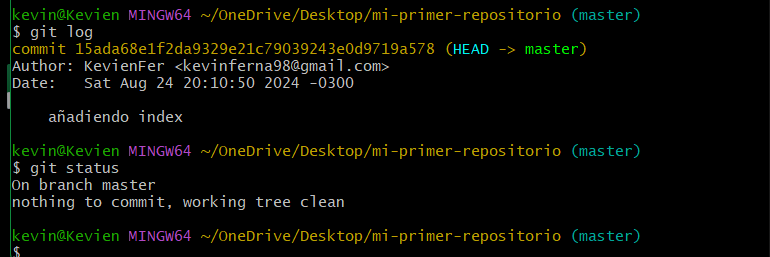 kevin@Kevien MINGW64 ~/OneDrive/Desktop/mi-primer-repositorio (master)
$ git log
commit 15ada68e1f2da9329e21c79039243e0d9719a578 (HEAD -> master)
Author: KevienFer <kevinferna98@gmail.com>
Date:   Sat Aug 24 20:10:50 2024 -0300
    añadiendo index
kevin@Kevien MINGW64 ~/OneDrive/Desktop/mi-primer-repositorio (master)
$ git status
On branch master
nothing to commit, working tree clean
kevin@Kevien MINGW64 ~/OneDrive/Desktop/mi-primer-repositorio (master)
$